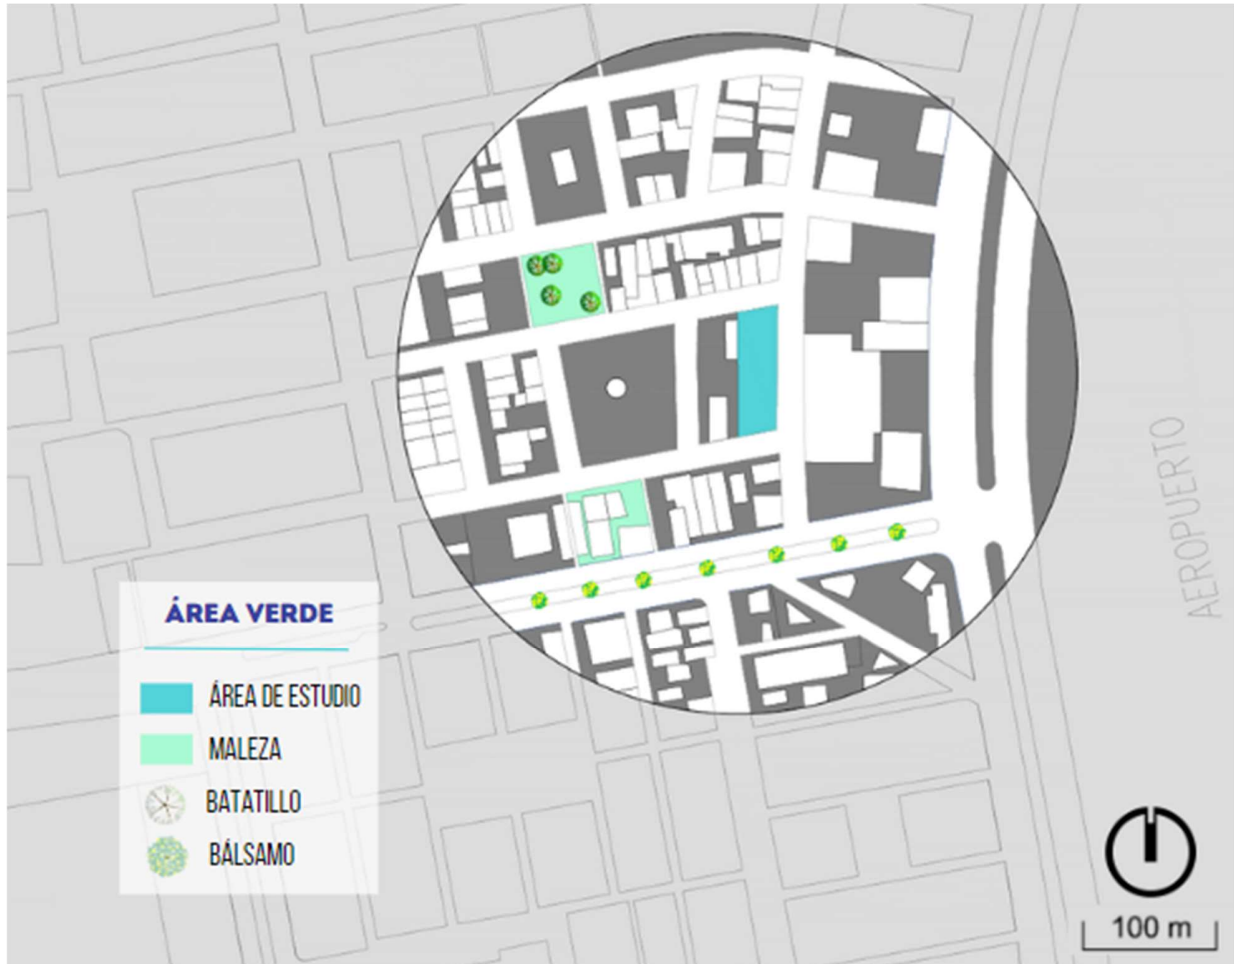 AEROPUERTO
ÁREA VERDE
ÁREA DE ESTUDIO
MALEZA
BATATILLO
BÁLSAMO
100 m